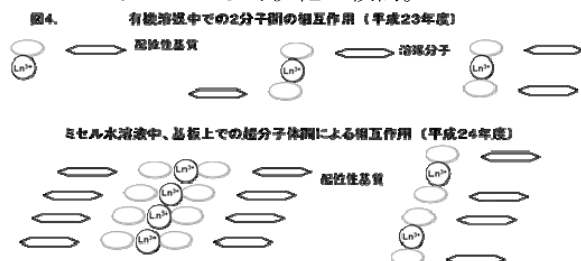 図4. 有機溶媒中での2分子間の相互作用（平成23年度）
配位性基質
溶媒分子
Ln³⁺
Ln³⁺
Ln³⁺
ミセル水溶液中、基板上での超分子体間による相互作用（平成24年度）
配位性基質
Ln³⁺
Ln³⁺
Ln³⁺
Ln³⁺
Ln³⁺
Ln³⁺